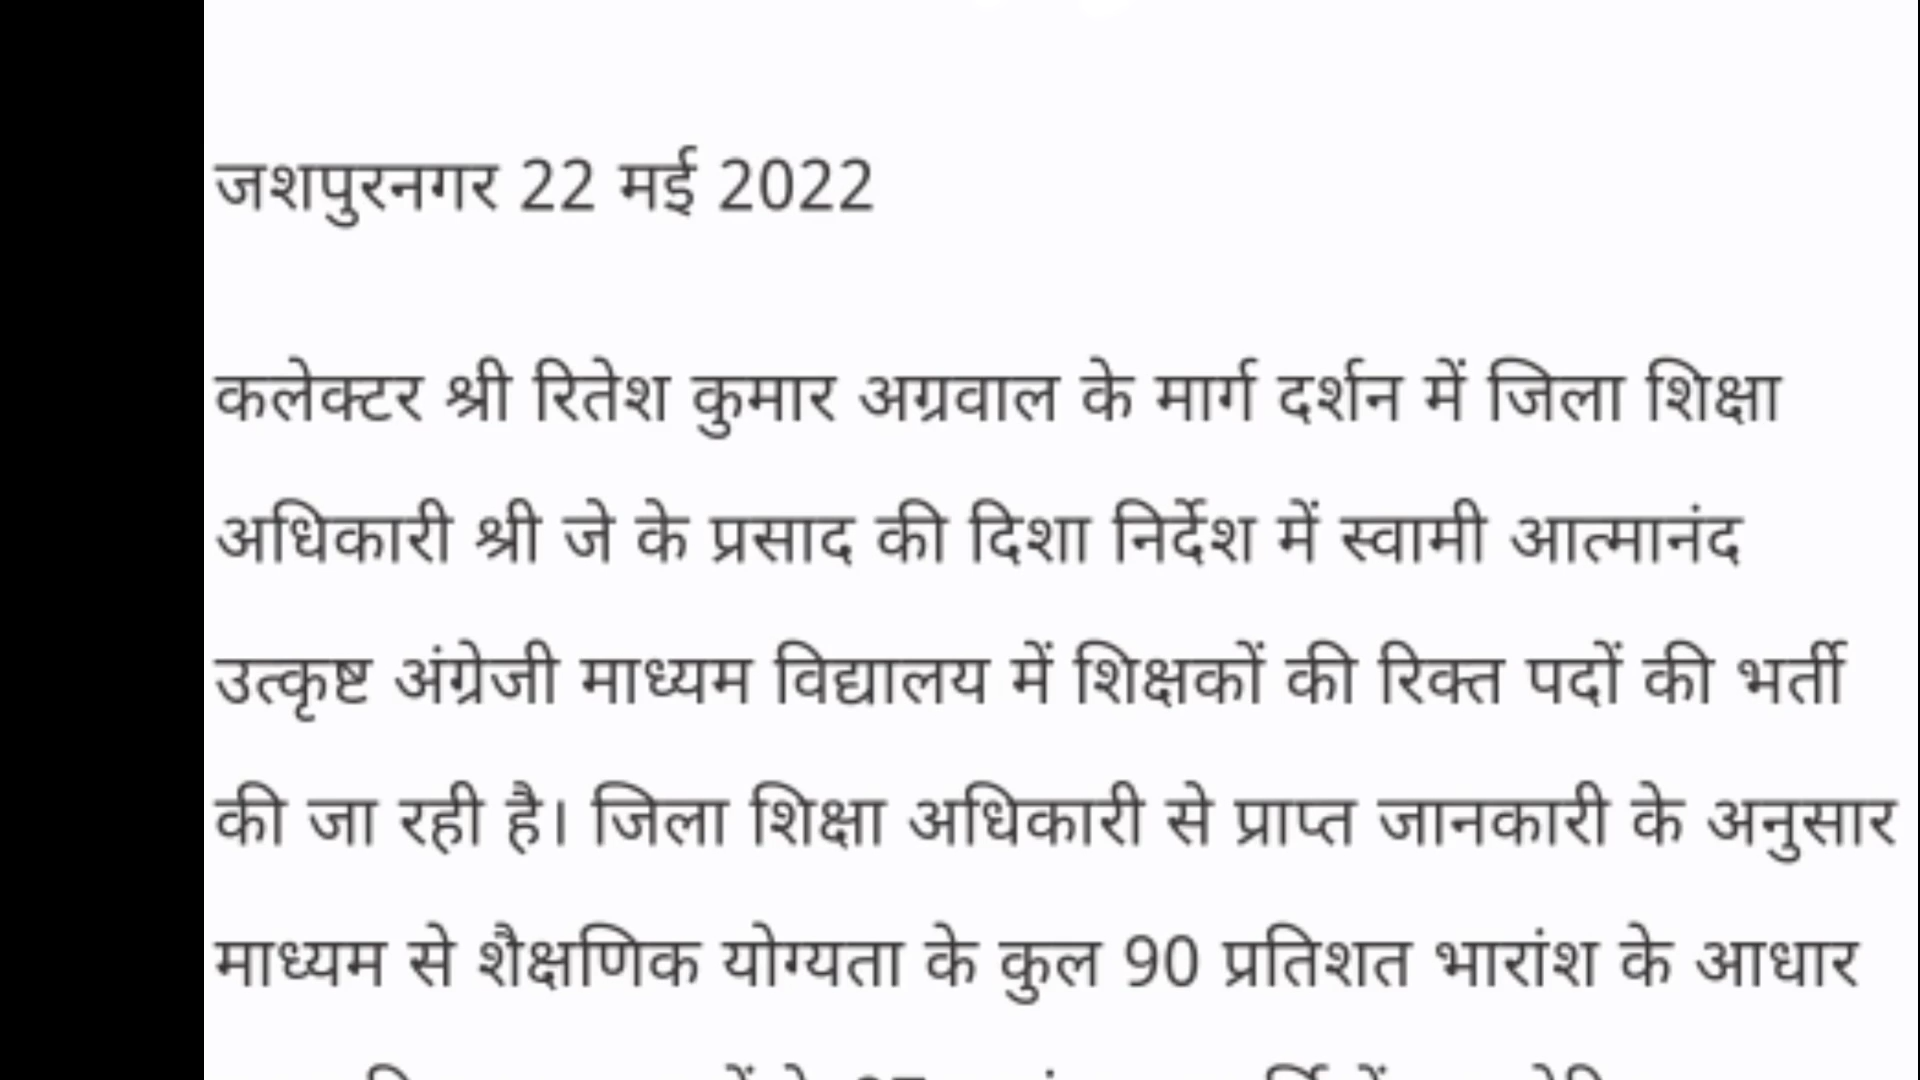 जशपुरनगर 22 मई 2022
कलेक्टर श्री रितेश कुमार अग्रवाल के मार्ग दर्शन में जिला शिक्षा
अधिकारी श्री जे के प्रसाद की दिशा निर्देश में स्वामी आत्मानंद
उत्कृष्ट अंग्रेजी माध्यम विद्यालय में शिक्षकों की रिक्त पदों की भर्ती
की जा रही है। जिला शिक्षा अधिकारी से प्राप्त जानकारी के अनुसार
माध्यम से शैक्षणिक योग्यता के कुल 90 प्रतिशत भारांश के आधार